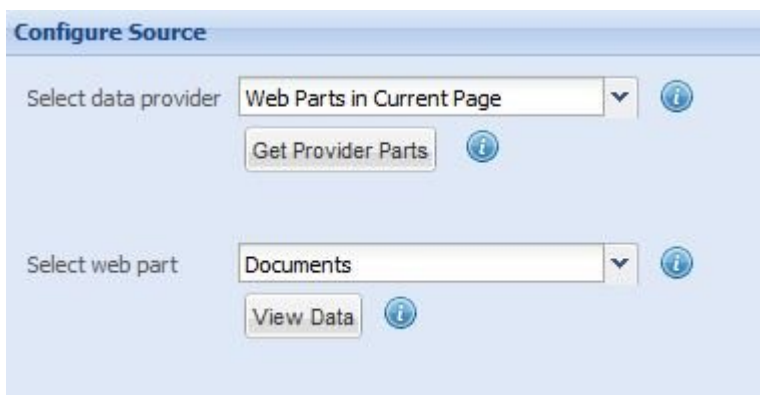 Configure Source
Select data provider Web Parts in Current Page
Get Provider Parts
Select web part Documents
View Data